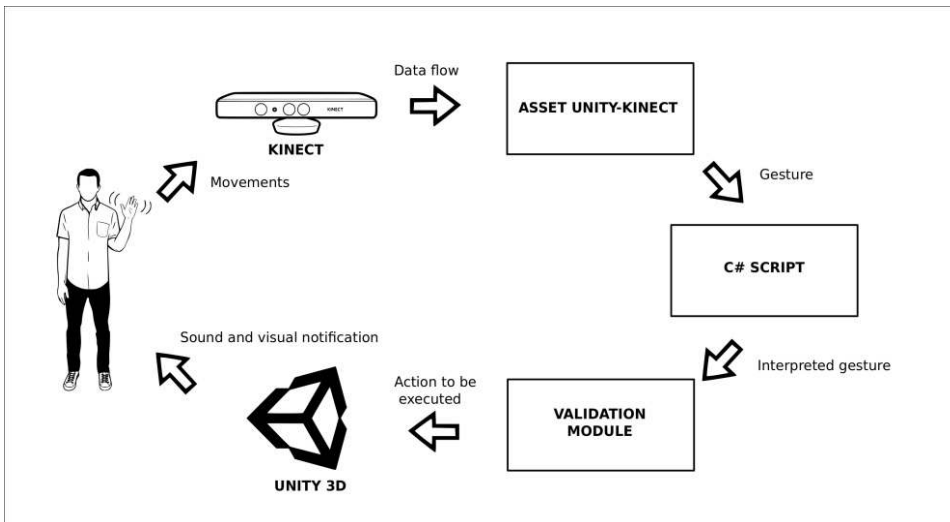 Data flow
KINECT
ASSET UNITY-KINECT
KINECT
Movements
Gesture
C# SCRIPT
Sound and visual notification
Interpreted gesture
Action to be
executed
VALIDATION
MODULE
UNITY 3D